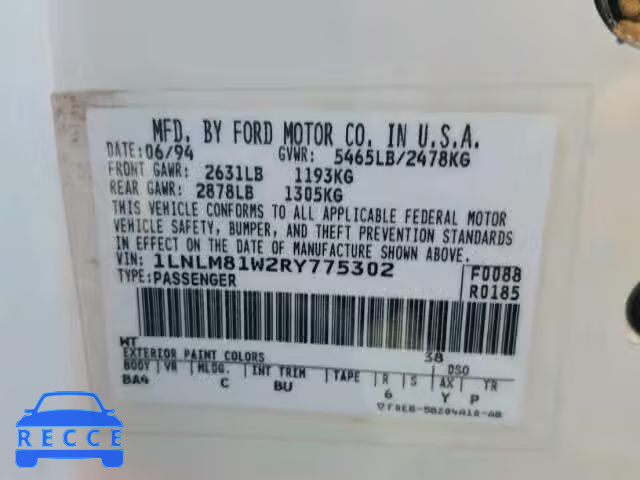 MFD. BY FORD MOTOR CO. IN U.S.A.
DATE: 06/94 GVWR: 5465LB/2478KG
FRONT GAWR: 2631LB 1193KG
REAR GAWR: 2878LB 1305KG
THIS VEHICLE CONFORMS TO ALL APPLICABLE FEDERAL MOTOR
VEHICLE SAFETY, BUMPER, AND THEFT PREVENTION STANDARDS
IN EFFECT ON THE DATE OF MANUFACTURE SHOWN ABOVE.
VIN: 1LNLM81W2RY775302 F0088
TYPE: PASSENGER R0185
WT 38
EXTERIOR PAINT COLORS DSO
BODY VR MLDG. INT TRIM TAPE R S AX YR
BA4 C BU 6 Y P
RECCE